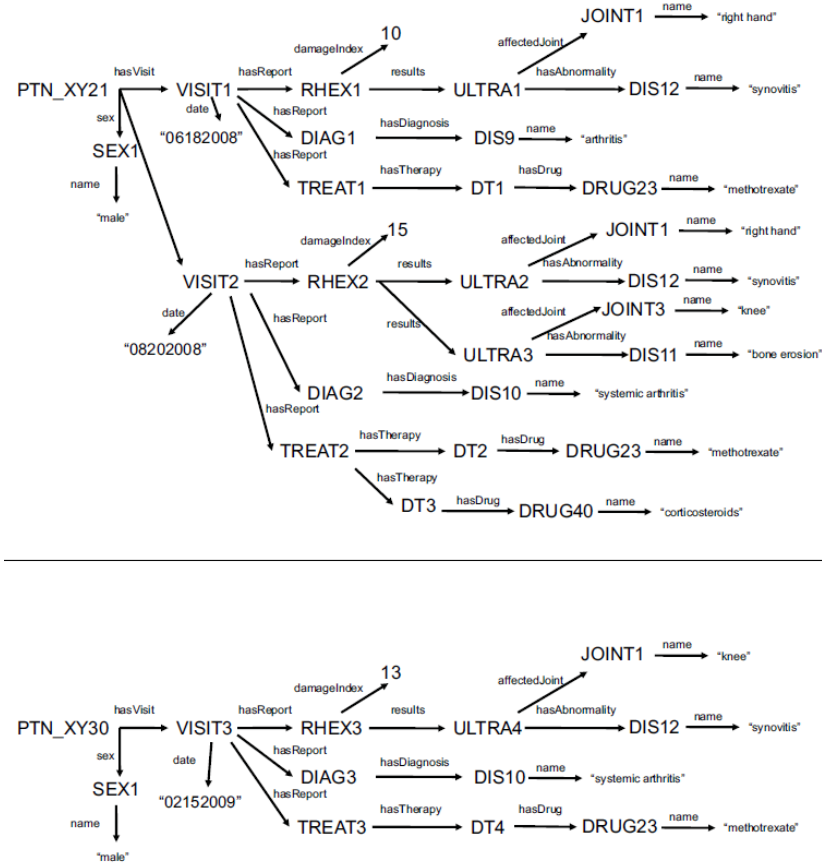 10 JOINT1 name "right hand"
damageIndex affectedJoint
hasVisit hasReport results hasAbnormality name
PTN_XY21 VISIT1 RHEX1 ULTRA1 DIS12 "synovitis"
sex date hasReport hasDiagnosis name
SEX1 "06182008" DIAG1 DIS9 "arthritis"
hasReport hasTherapy hasDrug name
name TREAT1 DT1 DRUG23 "methotrexate"
"male"
15 JOINT1 name "right hand"
damageIndex affectedJoint
hasReport results hasAbnormality name
VISIT2 RHEX2 ULTRA2 DIS12 "synovitis"
date hasReport results affectedJoint JOINT3 name "knee"
hasAbnormality name
"08202008" ULTRA3 DIS11 "bone erosion"
hasDiagnosis name
DIAG2 DIS10 "systemic arthritis"
hasReport
hasTherapy hasDrug name
TREAT2 DT2 DRUG23 "methotrexate"
hasTherapy
hasDrug name
DT3 DRUG40 "corticosteroids"
13 JOINT1 name "knee"
damageIndex affectedJoint
hasVisit hasReport results hasAbnormality name
PTN_XY30 VISIT3 RHEX3 ULTRA4 DIS12 "synovitis"
sex date hasReport hasDiagnosis name
SEX1 DIAG3 DIS10 "systemic arthritis"
"02152009" hasReport hasTherapy hasDrug name
name TREAT3 DT4 DRUG23 "methotrexate"
"male"